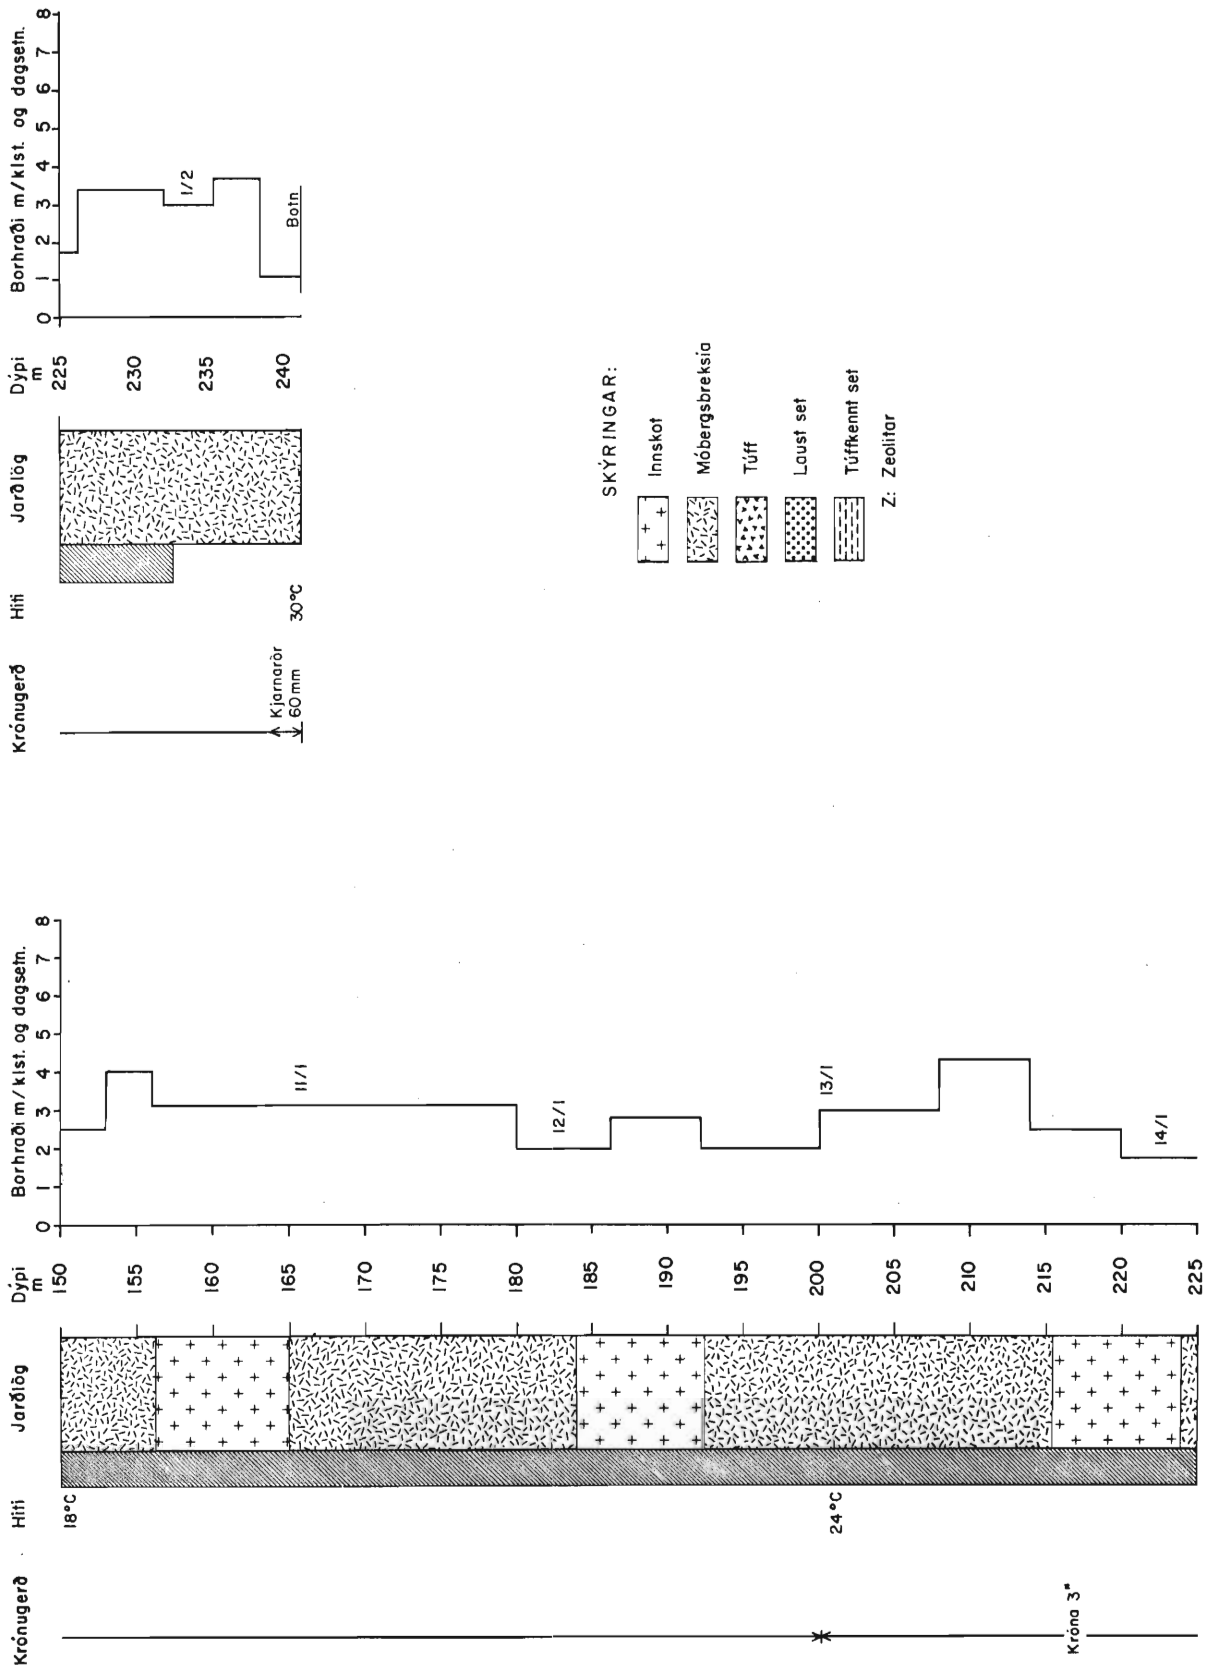 Krónugerð Hiti Jarðlög Dýpi m Borhraði m/klst. og dagsetn.
0 1 2 3 4 5 6 7 8
150
155
160
165
170
175
180
185
190
195
200
205
210
215
220
225
18°C
24°C
Króna 3"
11/1
12/1
13/1
14/1
Krónugerð Hiti Jarðlög Dýpi m Borhraði m/klst. og dagsetn.
0 1 2 3 4 5 6 7 8
225
230
235
240
1/2
Botn
30°C
Kjarnarör
60 mm
SKÝRINGAR:
Innskot
Móbergsbreksía
Túff
Laust set
Túffkennt set
Z: Zeolitar